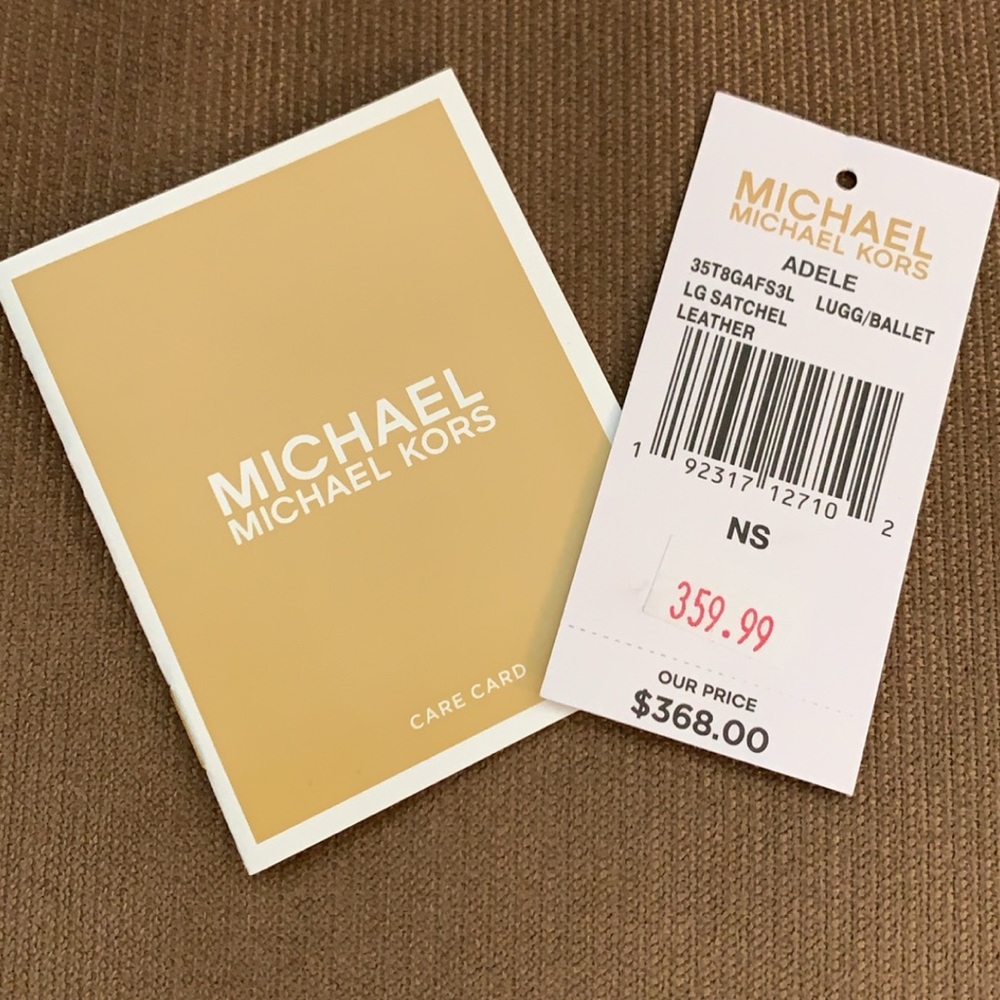 MICHAEL
MICHAEL KORS
CARE CARD
MICHAEL
MICHAEL KORS
ADELE
35T8GAFS3L LUGG/BALLET
LG SATCHEL
LEATHER
1 92317 12710 2
NS
359.99
OUR PRICE
$368.00